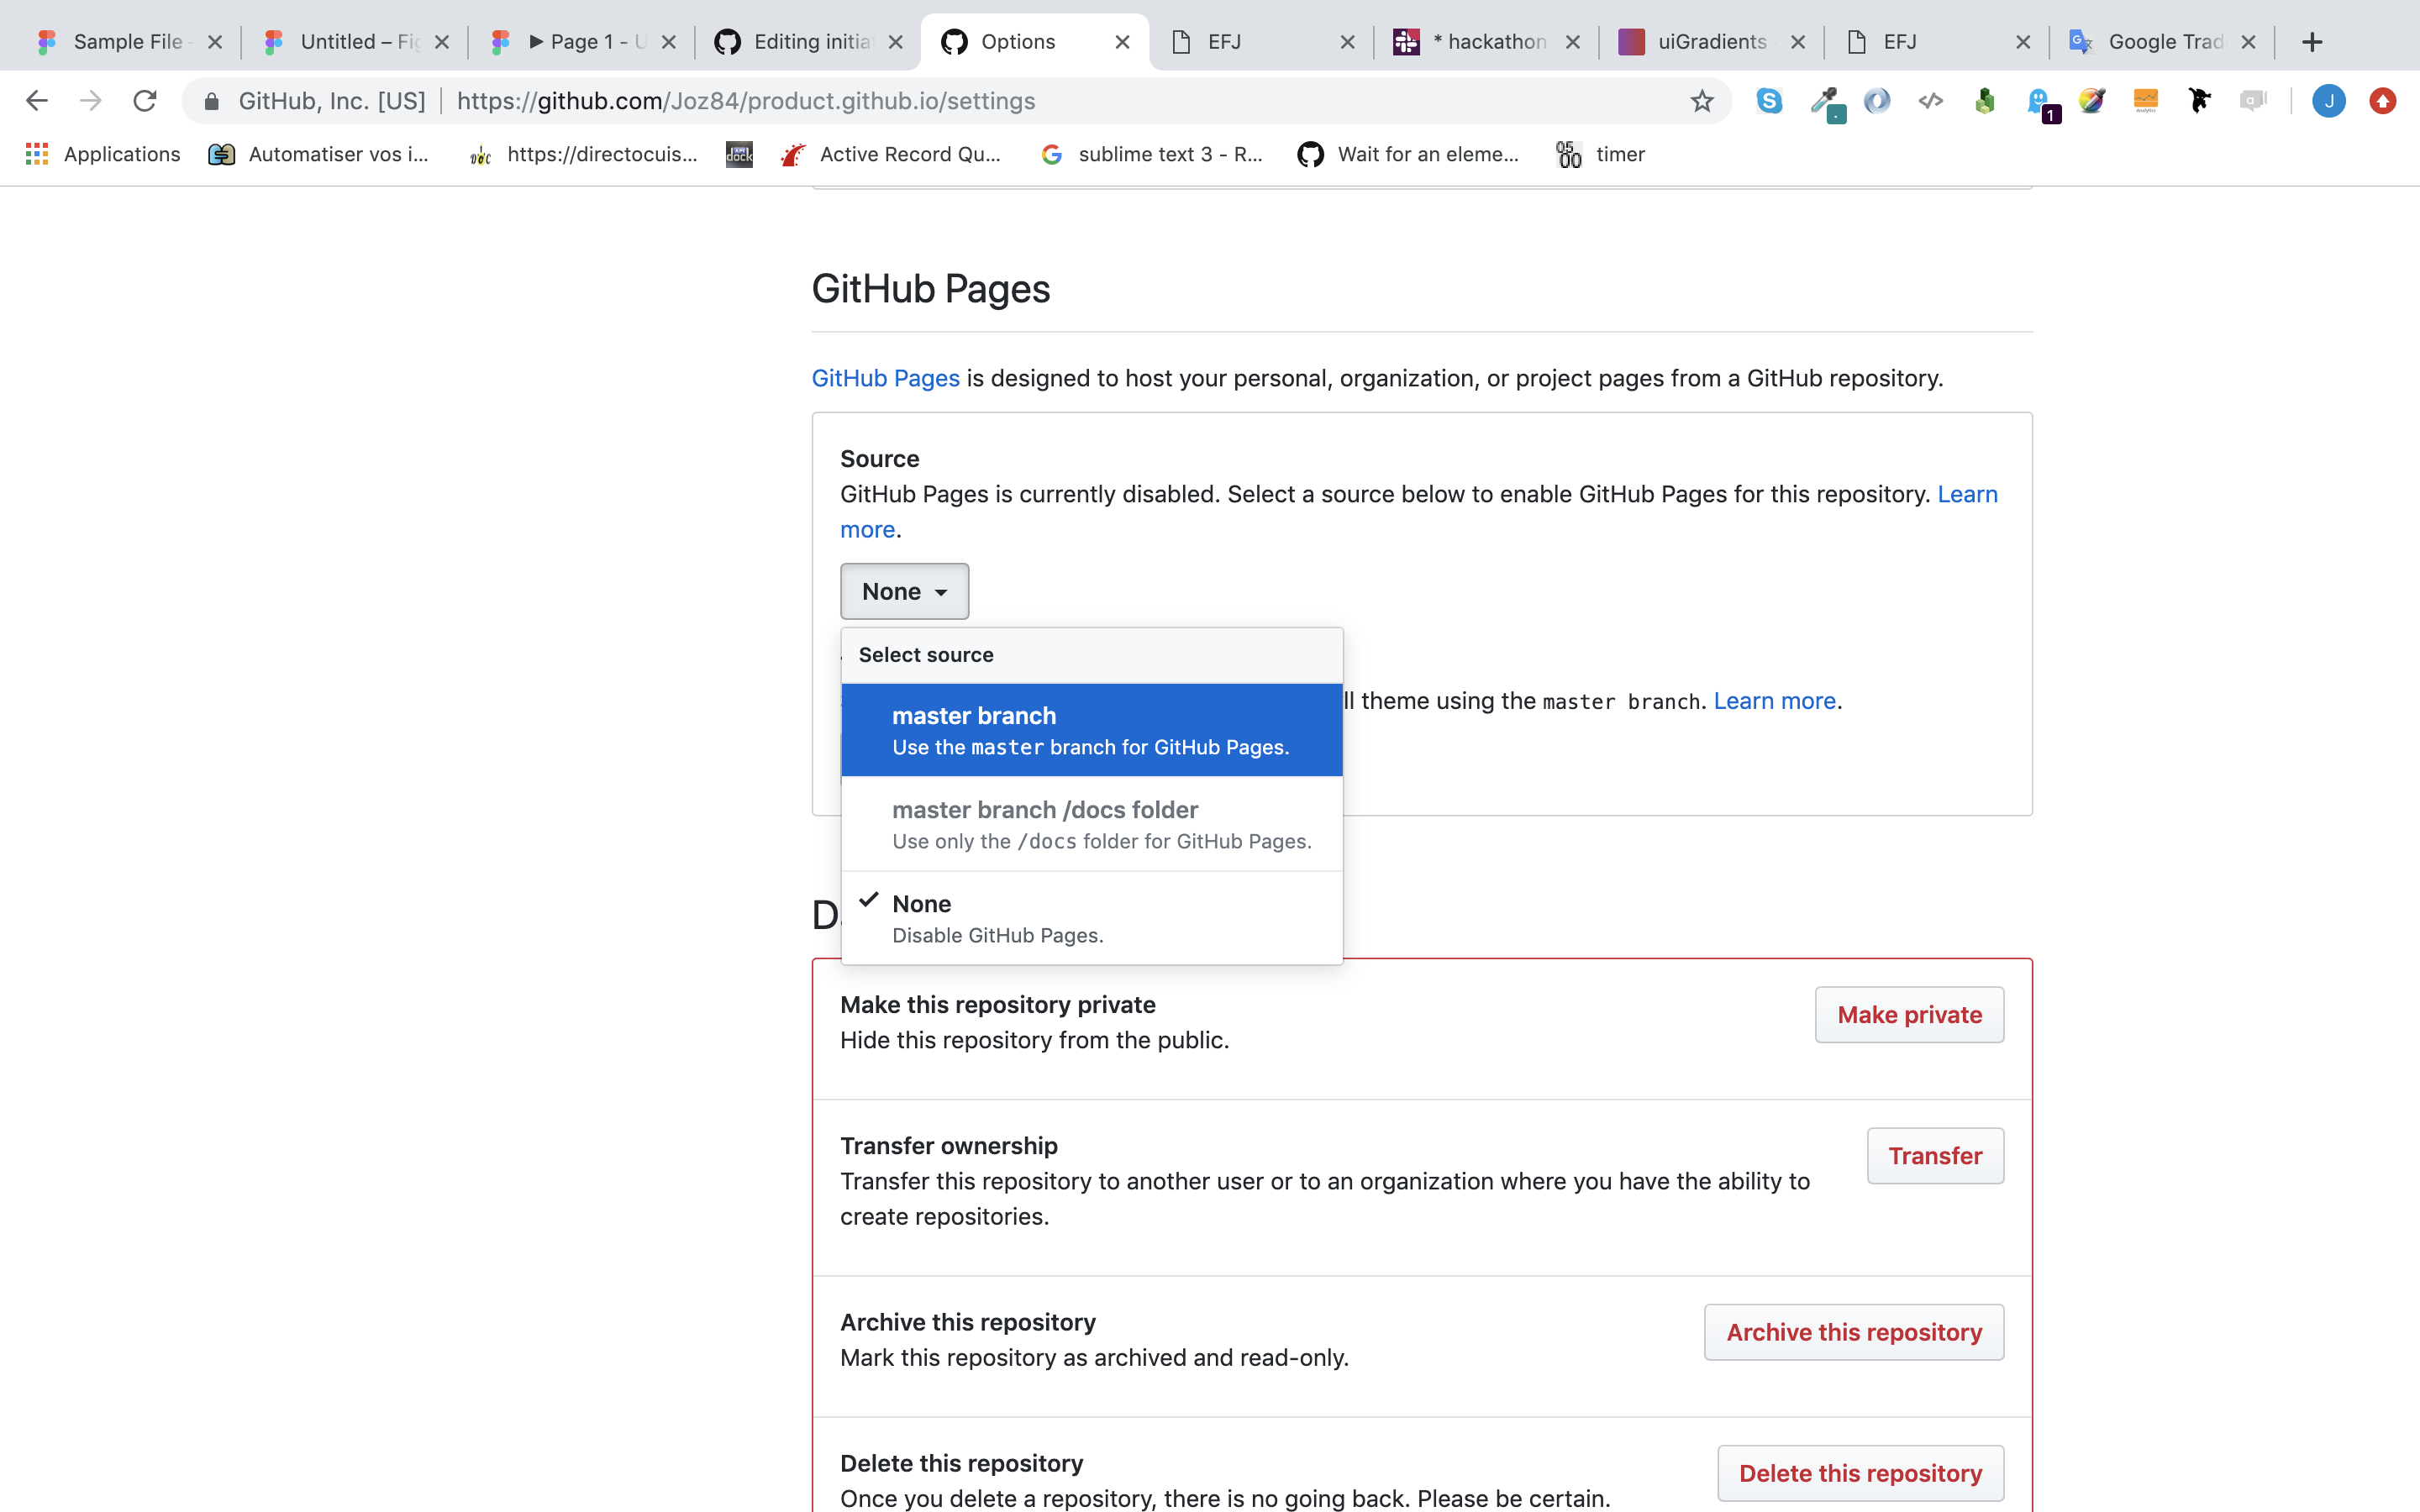 Sample File -
Untitled – Fig
▶ Page 1 - U
Editing initia
Options
EFJ
* hackathon
uiGradients -
EFJ
Google Trad
GitHub, Inc. [US]
https://github.com/Joz84/product.github.io/settings
1
J
Applications
Automatiser vos i...
https://directocuis...
Active Record Qu...
sublime text 3 - R...
Wait for an eleme...
timer
GitHub Pages
GitHub Pages is designed to host your personal, organization, or project pages from a GitHub repository.
Source
GitHub Pages is currently disabled. Select a source below to enable GitHub Pages for this repository. Learn
more.
None
Select source
master branch
Use the master branch for GitHub Pages.
ll theme using the master branch. Learn more.
master branch /docs folder
Use only the /docs folder for GitHub Pages.
None
Disable GitHub Pages.
D
Make this repository private
Hide this repository from the public.
Make private
Transfer ownership
Transfer this repository to another user or to an organization where you have the ability to
create repositories.
Transfer
Archive this repository
Mark this repository as archived and read-only.
Archive this repository
Delete this repository
Once you delete a repository, there is no going back. Please be certain.
Delete this repository